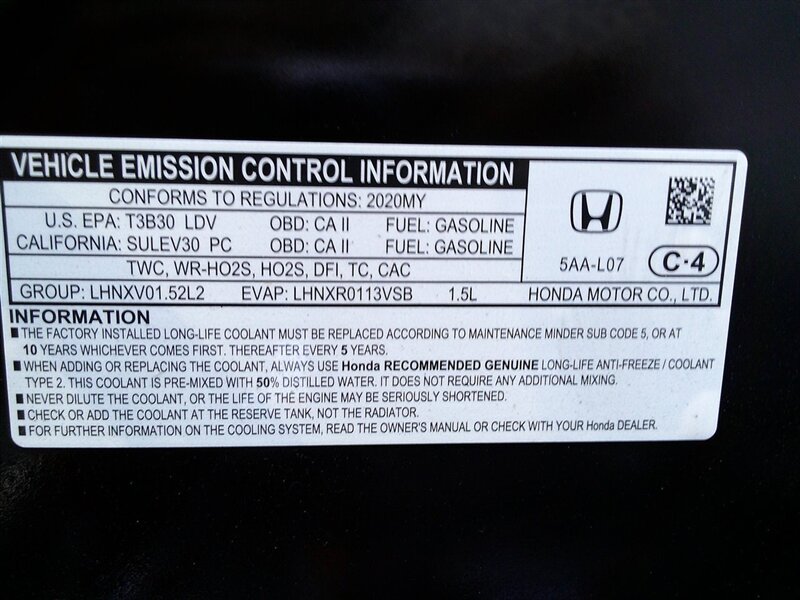 VEHICLE EMISSION CONTROL INFORMATION
CONFORMS TO REGULATIONS: 2020MY
U.S. EPA: T3B30 LDV OBD: CA II FUEL: GASOLINE
CALIFORNIA: SULEV30 PC OBD: CA II FUEL: GASOLINE
TWC, WR-HO2S, HO2S, DFI, TC, CAC
5AA-L07 C·4
GROUP: LHNXV01.52L2 EVAP: LHNXR0113VSB 1.5L HONDA MOTOR CO., LTD.
INFORMATION
■ THE FACTORY INSTALLED LONG-LIFE COOLANT MUST BE REPLACED ACCORDING TO MAINTENANCE MINDER SUB CODE 5, OR AT
10 YEARS WHICHEVER COMES FIRST. THEREAFTER EVERY 5 YEARS.
■ WHEN ADDING OR REPLACING THE COOLANT, ALWAYS USE Honda RECOMMENDED GENUINE LONG-LIFE ANTI-FREEZE / COOLANT
TYPE 2. THIS COOLANT IS PRE-MIXED WITH 50% DISTILLED WATER. IT DOES NOT REQUIRE ANY ADDITIONAL MIXING.
■ NEVER DILUTE THE COOLANT, OR THE LIFE OF THE ENGINE MAY BE SERIOUSLY SHORTENED.
■ CHECK OR ADD THE COOLANT AT THE RESERVE TANK, NOT THE RADIATOR.
■ FOR FURTHER INFORMATION ON THE COOLING SYSTEM, READ THE OWNER'S MANUAL OR CHECK WITH YOUR Honda DEALER.